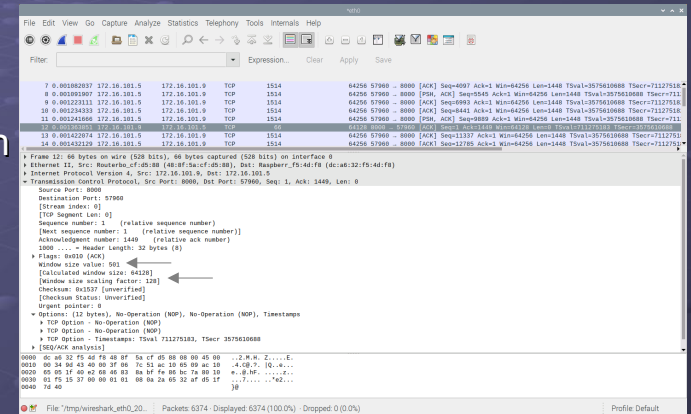 *eth0
File Edit View Go Capture Analyze Statistics Telephony Tools Internals Help
Filter: Expression... Clear Apply Save
7 0.001082037 172.16.101.5 172.16.101.9 TCP 1514 64256 57960 → 8000 [ACK] Seq=4097 Ack=1 Win=64256 Len=1448 TSval=3575610688 TSecr=71127518
8 0.001091907 172.16.101.5 172.16.101.9 TCP 1514 64256 57960 → 8000 [PSH, ACK] Seq=5545 Ack=1 Win=64256 Len=1448 TSval=3575610688 TSecr
9 0.001223111 172.16.101.5 172.16.101.9 TCP 1514 64256 57960 → 8000 [ACK] Seq=6993 Ack=1 Win=64256 Len=1448 TSval=3575610688 TSecr=71127518
10 0.001234333 172.16.101.5 172.16.101.9 TCP 1514 64256 57960 → 8000 [ACK] Seq=8441 Ack=1 Win=64256 Len=1448 TSval=3575610688 TSecr=71127518
11 0.001241666 172.16.101.5 172.16.101.9 TCP 1514 64256 57960 → 8000 [PSH, ACK] Seq=9889 Ack=1 Win=64256 Len=1448 TSval=3575610688 TSecr
12 0.001363851 172.16.101.9 172.16.101.5 TCP 66 64128 8000 → 57960 [ACK] Seq=1 Ack=1449 Win=64128 Len=0 TSval=711275183 TSecr=3575610688
13 0.001422074 172.16.101.5 172.16.101.9 TCP 1514 64256 57960 → 8000 [ACK] Seq=11337 Ack=1 Win=64256 Len=1448 TSval=3575610688 TSecr=7112751
14 0.001432129 172.16.101.5 172.16.101.9 TCP 1514 64256 57960 → 8000 [ACK] Seq=12785 Ack=1 Win=64256 Len=1448 TSval=3575610688 TSecr=7112751
n
Frame 12: 66 bytes on wire (528 bits), 66 bytes captured (528 bits) on interface 0
Ethernet II, Src: Routerbo_cf:d5:88 (48:8f:5a:cf:d5:88), Dst: Raspberr_f5:4d:f8 (dc:a6:32:f5:4d:f8)
Internet Protocol Version 4, Src: 172.16.101.9, Dst: 172.16.101.5
Transmission Control Protocol, Src Port: 8000, Dst Port: 57960, Seq: 1, Ack: 1449, Len: 0
Source Port: 8000
Destination Port: 57960
[Stream index: 0]
[TCP Segment Len: 0]
Sequence number: 1 (relative sequence number)
[Next sequence number: 1 (relative sequence number)]
Acknowledgment number: 1449 (relative ack number)
1000 .... = Header Length: 32 bytes (8)
Flags: 0x010 (ACK)
Window size value: 501
[Calculated window size: 64128]
[Window size scaling factor: 128]
Checksum: 0x1537 [unverified]
[Checksum Status: Unverified]
Urgent pointer: 0
Options: (12 bytes), No-Operation (NOP), No-Operation (NOP), Timestamps
TCP Option - No-Operation (NOP)
TCP Option - No-Operation (NOP)
TCP Option - Timestamps: TSval 711275183, TSecr 3575610688
[SEQ/ACK analysis]
0000 dc a6 32 f5 4d f8 48 8f 5a cf d5 88 08 00 45 00 ..2.M.H. Z.....E.
0010 00 34 9d 43 40 00 3f 06 7c 51 ac 10 65 09 ac 10 .4.C@.?. |Q..e...
0020 65 05 1f 40 e2 68 46 83 8a bf fe 86 bc 7a 80 10 e..@.hF. .....z..
0030 01 f5 15 37 00 00 01 01 08 0a 2a 65 32 af d5 1f ...7.... ..*e2...
0040 7d 40 }@
File: "/tmp/wireshark_eth0_20... Packets: 6374 · Displayed: 6374 (100.0%) · Dropped: 0 (0.0%) Profile: Default